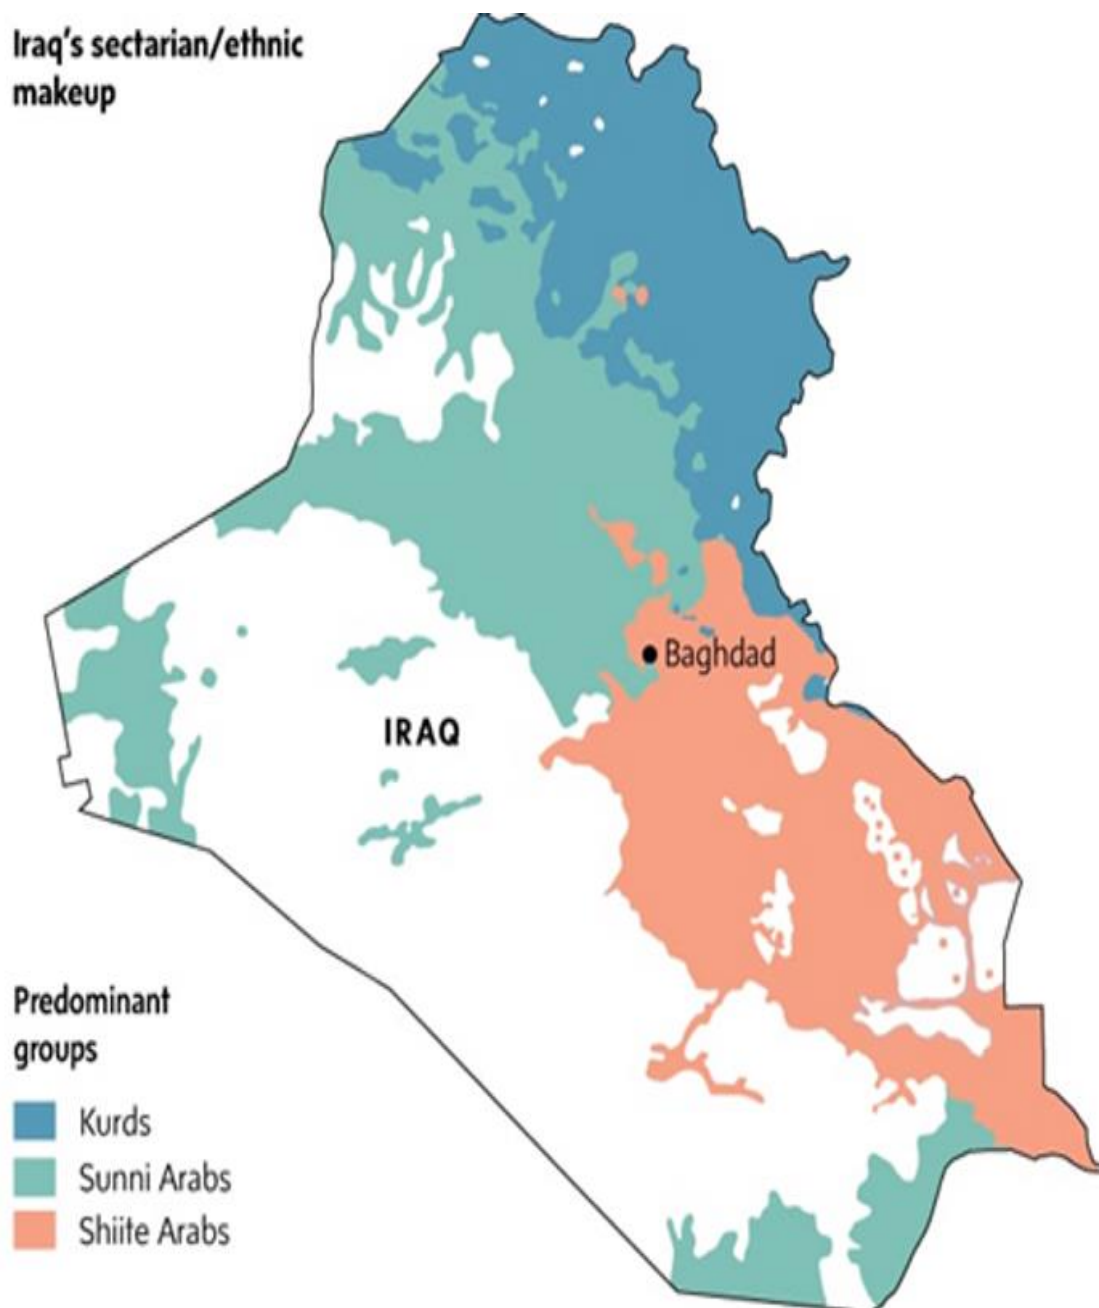 Iraq's sectarian/ethnic
makeup
Baghdad
IRAQ
Predominant
groups
Kurds
Sunni Arabs
Shiite Arabs